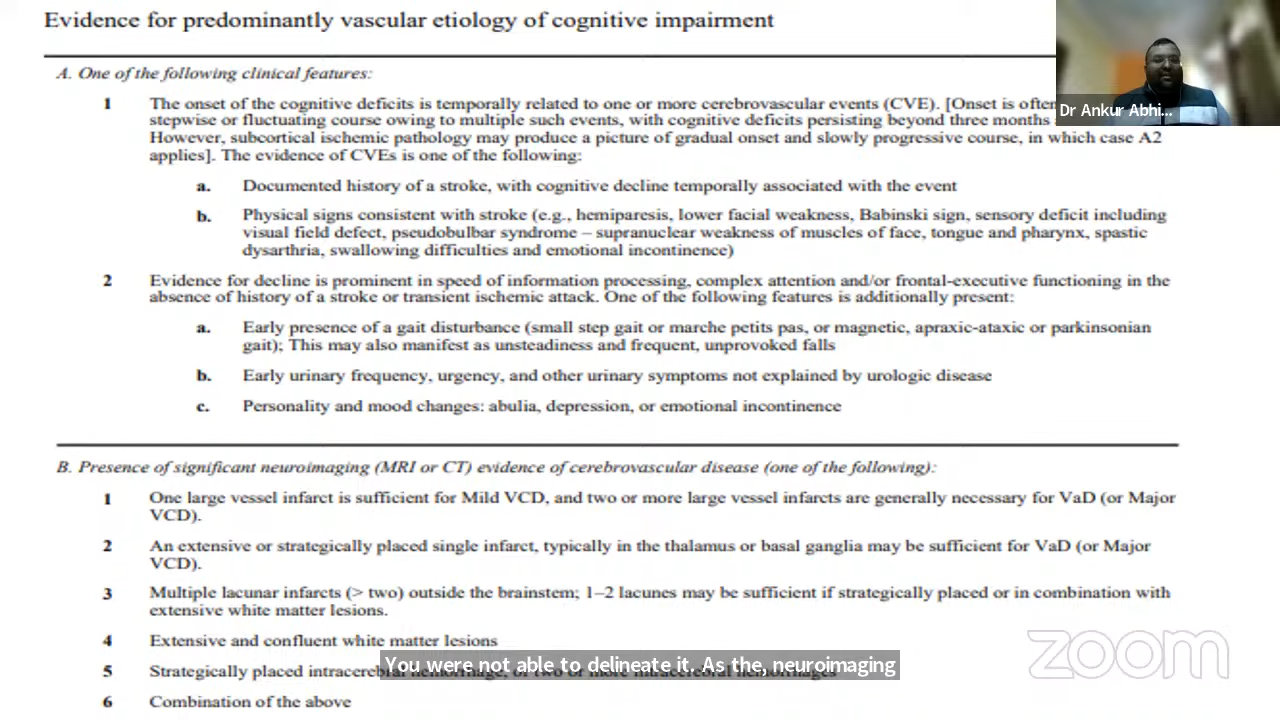 Evidence for predominantly vascular etiology of cognitive impairment
A. One of the following clinical features:
1 The onset of the cognitive deficits is temporally related to one or more cerebrovascular events (CVE). [Onset is often
stepwise or fluctuating course owing to multiple such events, with cognitive deficits persisting beyond three months
However, subcortical ischemic pathology may produce a picture of gradual onset and slowly progressive course, in which case A2
applies]. The evidence of CVEs is one of the following:
a. Documented history of a stroke, with cognitive decline temporally associated with the event
b. Physical signs consistent with stroke (e.g., hemiparesis, lower facial weakness, Babinski sign, sensory deficit including
visual field defect, pseudobulbar syndrome – supranuclear weakness of muscles of face, tongue and pharynx, spastic
dysarthria, swallowing difficulties and emotional incontinence)
2 Evidence for decline is prominent in speed of information processing, complex attention and/or frontal-executive functioning in the
absence of history of a stroke or transient ischemic attack. One of the following features is additionally present:
a. Early presence of a gait disturbance (small step gait or marche petits pas, or magnetic, apraxic-ataxic or parkinsonian
gait); This may also manifest as unsteadiness and frequent, unprovoked falls
b. Early urinary frequency, urgency, and other urinary symptoms not explained by urologic disease
c. Personality and mood changes: abulia, depression, or emotional incontinence
B. Presence of significant neuroimaging (MRI or CT) evidence of cerebrovascular disease (one of the following):
1 One large vessel infarct is sufficient for Mild VCD, and two or more large vessel infarcts are generally necessary for VaD (or Major
VCD).
2 An extensive or strategically placed single infarct, typically in the thalamus or basal ganglia may be sufficient for VaD (or Major
VCD).
3 Multiple lacunar infarcts (> two) outside the brainstem; 1–2 lacunes may be sufficient if strategically placed or in combination with
extensive white matter lesions.
4 Extensive and confluent white matter lesions
5 Strategically placed intracerebral hemorrhage, or two or more intracerebral hemorrhages
6 Combination of the above
Dr Ankur Abhi...
You were not able to delineate it. As the, neuroimaging
zoom